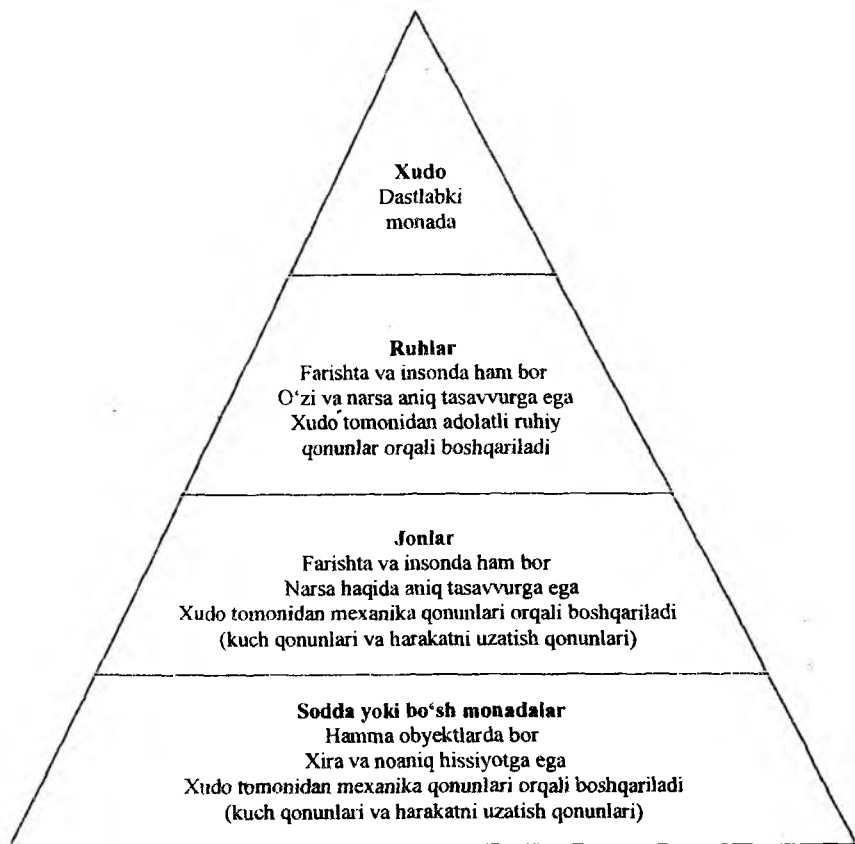 Xudo
Dastlabki
monada
Ruhlar
Farishta va insonda ham bor
O‘zi va narsa aniq tasavvurga ega
Xudo tomonidan adolatli ruhiy
qonunlar orqali boshqariladi
Jonlar
Farishta va insonda ham bor
Narsa haqida aniq tasavvurga ega
Xudo tomonidan mexanika qonunlari orqali boshqariladi
(kuch qonunlari va harakatni uzatish qonunlari)
Sodda yoki bo‘sh monadalar
Hamma obyektlarda bor
Xira va noaniq hissiyotga ega
Xudo tomonidan mexanika qonunlari orqali boshqariladi
(kuch qonunlari va harakatni uzatish qonunlari)